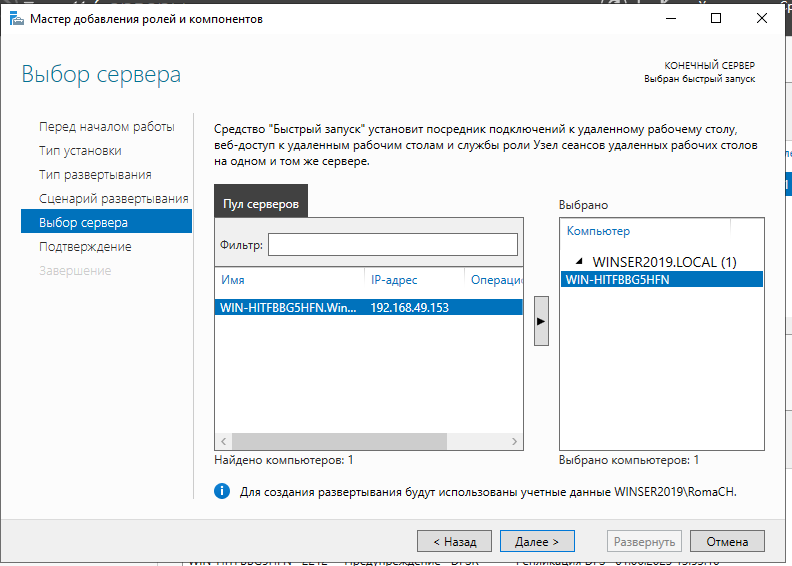 Мастер добавления ролей и компонентов
Выбор сервера
КОНЕЧНЫЙ СЕРВЕР
Выбран быстрый запуск
Перед началом работы
Тип установки
Тип развертывания
Сценарий развертывания
Выбор сервера
Подтверждение
Завершение
Средство "Быстрый запуск" установит посредник подключений к удаленному рабочему столу,
веб-доступ к удаленным рабочим столам и службы роли Узел сеансов удаленных рабочих столов
на одном и том же сервере.
Пул серверов
Фильтр:
Имя IP-адрес Операцис
WIN-HITFBBG5HFN.Win... 192.168.49.153
Найдено компьютеров: 1
Выбрано
Компьютер
WINSER2019.LOCAL (1)
WIN-HITFBBG5HFN
Выбрано компьютеров: 1
Для создания развертывания будут использованы учетные данные WINSER2019\RomaCH.
< Назад Далее > Развернуть Отмена